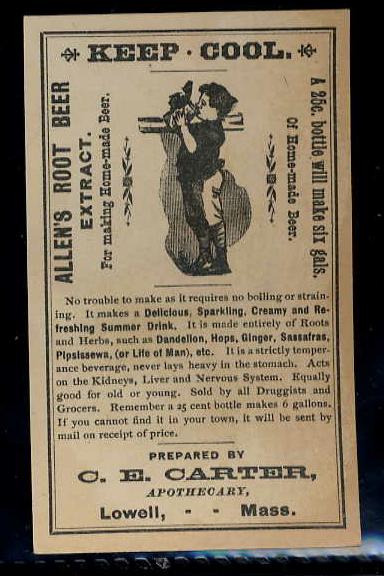 KEEP · COOL.
ALLEN'S ROOT BEER
EXTRACT.
For making Home-made Beer.
A 25c. bottle will make six gals.
Of Home-made Beer.
No trouble to make as it requires no boiling or strain-
ing. It makes a Delicious, Sparkling, Creamy and Re-
freshing Summer Drink. It is made entirely of Roots
and Herbs, such as Dandelion, Hops, Ginger, Sassafras,
Pipsissewa, (or Life of Man), etc. It is a strictly temper-
ance beverage, never lays heavy in the stomach. Acts
on the Kidneys, Liver and Nervous System. Equally
good for old or young. Sold by all Druggists and
Grocers. Remember a 25 cent bottle makes 6 gallons.
If you cannot find it in your town, it will be sent by
mail on receipt of price.
PREPARED BY
C. E. CARTER,
APOTHECARY,
Lowell, - - Mass.